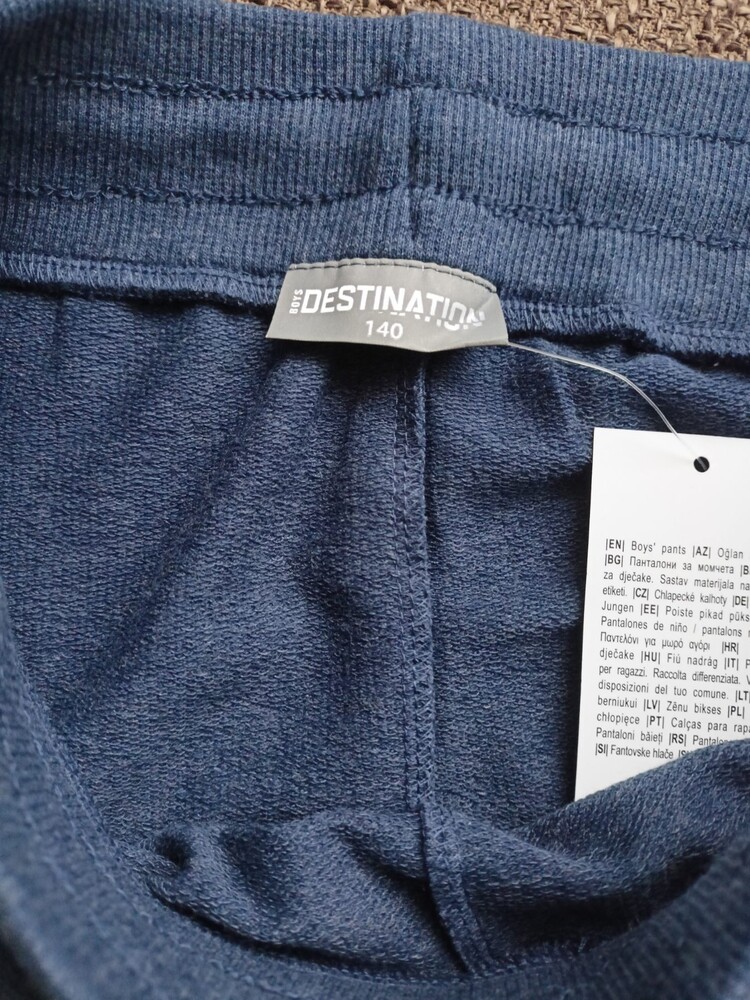 BOYS DESTINATION
140
|EN| Boys' pants |AZ| Oğlan
|BG| Панталони за момчета
za dječake. Sastav materijala
etiketi. |CZ| Chlapecké kalhoty |DE|
Jungen |EE| Poiste pikad
Pantalones de niño / pantalons
Παντελόνι για μωρό αγόρι |HR|
dječake |HU| Fiú nadrág |IT|
per ragazzi. Raccolta differenziata.
disposizioni del tuo comune. |LT|
berniukui |LV| Zēnu bikses |PL|
chłopięce |PT| Calças para
Pantaloni băieți |RS|
|SI| Fantovske hlače